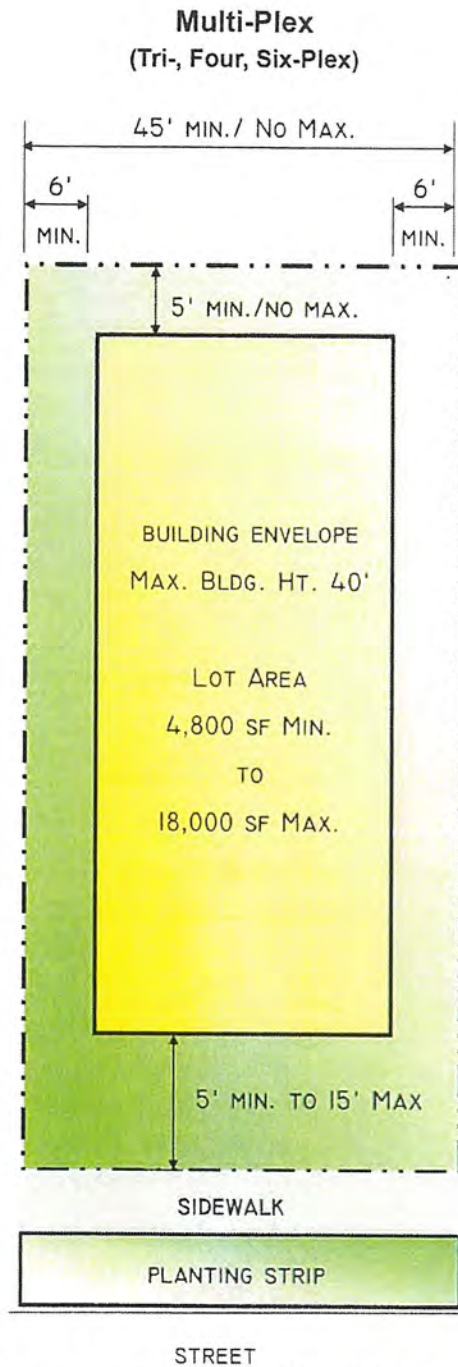 Multi-Plex
(Tri-, Four, Six-Plex)
45' MIN./ NO MAX.
6'
6'
MIN.
MIN.
5' MIN./NO MAX.
BUILDING ENVELOPE
MAX. BLDG. HT. 40'
LOT AREA
4,800 SF MIN.
TO
18,000 SF MAX.
5' MIN. TO 15' MAX
SIDEWALK
PLANTING STRIP
STREET